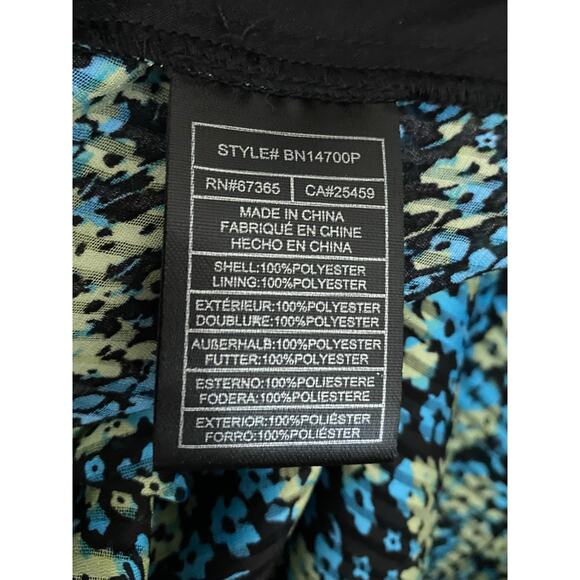 STYLE# BN14700P
RN#67365 CA#25459
MADE IN CHINA
FABRIQUÉ EN CHINE
HECHO EN CHINA
SHELL:100%POLYESTER
LINING:100%POLYESTER
EXTÉRIEUR:100%POLYESTER
DOUBLURE:100%POLYESTER
AUßERHALB:100%POLYESTER
FUTTER:100%POLYESTER
ESTERNO:100%POLIESTERE
FODERA:100%POLIESTERE
EXTERIOR:100%POLIÉSTER
FORRO:100%POLIÉSTER